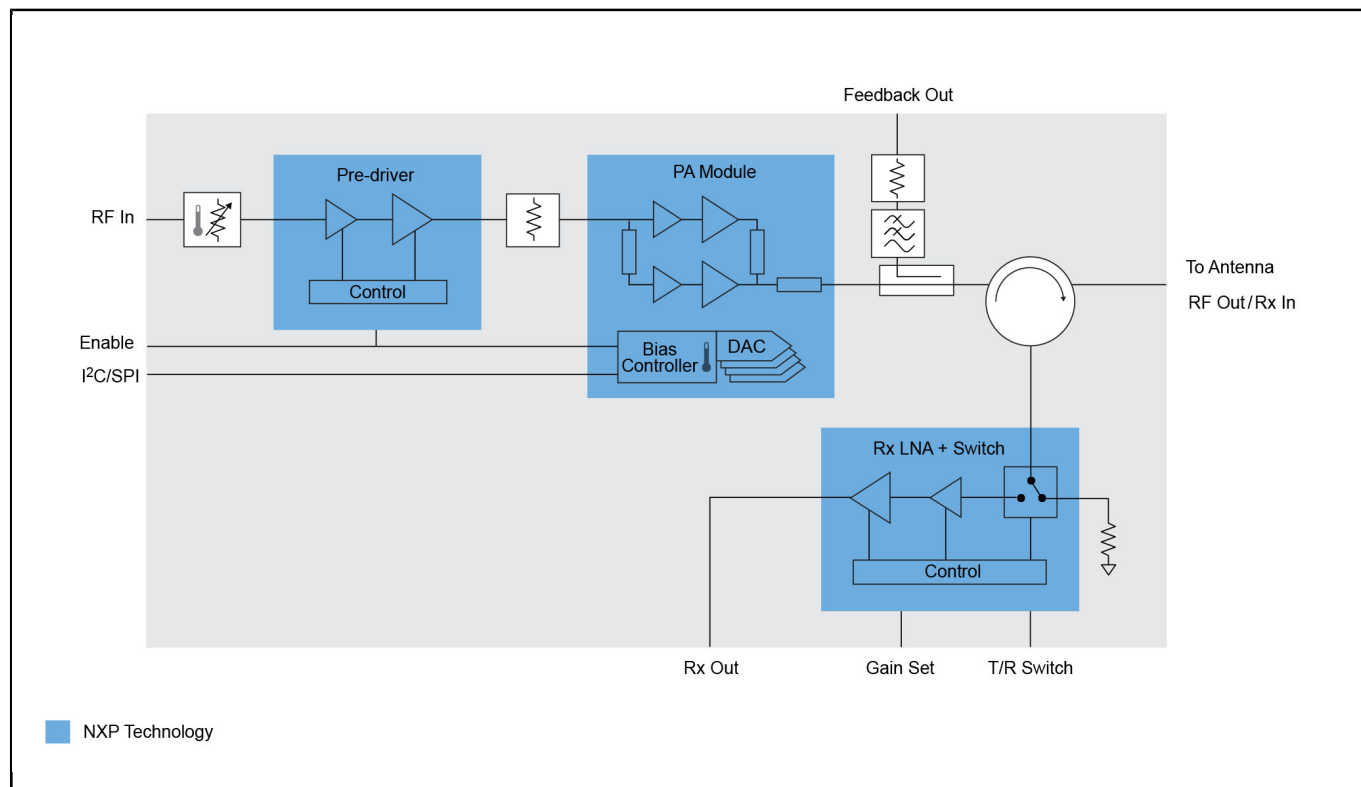 Feedback Out
Pre-driver
PA Module
RF In
To Antenna
RF Out/Rx In
Control
Enable
Bias
Controller
DAC
I²C/SPI
Rx LNA + Switch
Control
Rx Out
Gain Set
T/R Switch
NXP Technology